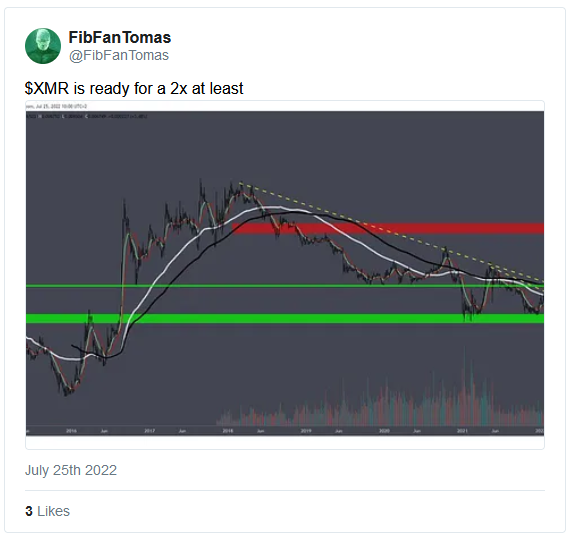 FibFanTomas
@FibFanTomas
$XMR is ready for a 2x at least
2016 Jun 2017 Jun 2018 Jun 2019 Jun 2020 Jun 2021 Jun
July 25th 2022
3 Likes